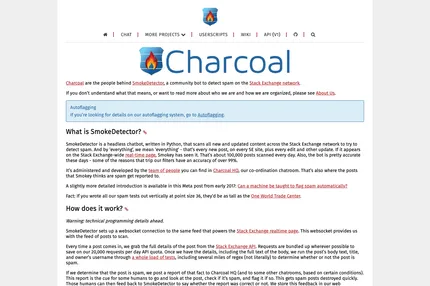 CHAT MORE PROJECTS USERSCRIPTS WIKI API (V1)
Charcoal
Charcoal are the people behind SmokeDetector, a community bot to detect spam on the Stack Exchange network.
If you don't understand what that means, or want to read more about who we are and how we are organized, please see About Us.
Autoflagging
If you're looking for details on our autoflagging system, go to Autoflagging.
What is SmokeDetector?
SmokeDetector is a headless chatbot, written in Python, that scans all new and updated content across the Stack Exchange network to try to
detect spam. And by 'everything', we mean 'everything' - that's every new post, on every SE site, plus every edit and other update. If it appears
on the Stack Exchange-wide real-time page, Smokey has seen it. That's about 100,000 posts scanned every day. Also, the bot is pretty accurate these
days - some of the reasons that trip our filters have an accuracy of over 99%.
It's administered and developed by the team of people you can find in Charcoal HQ, our co-ordination chatroom. That's also where the posts
that Smokey thinks are spam get reported to.
A slightly more detailed introduction is available in this Meta post from early 2017: Can a machine be taught to flag spam automatically?
Fact: If you wrote all our spam tests out vertically at point size 36, they'd be as tall as the One World Trade Center.
How does it work?
Warning: technical programming details ahead.
SmokeDetector sets up a websocket connection to the same feed that powers the Stack Exchange realtime page. This websocket provides us
with the feed of posts to scan.
Every time a post comes in, we grab the full details of the post from the Stack Exchange API. Requests are bundled up wherever possible to
save on our 20,000 requests per day API quota. Once we have the details, including the full text of the body, we run the post's body text, title,
and owner's username through a whole load of tests, including several miles of regex (not literally) to determine whether or not the post is
spam.
If we determine that the post is spam, we post a report of that fact to Charcoal HQ (and to some other chatrooms, based on certain conditions).
This report is the cue for some humans to go and look at the post, check if it's spam, and flag it if so. This gets spam posts destroyed quickly.
Those humans can then feed back to SmokeDetector to say whether the report was correct or not. We store this feedback in our web